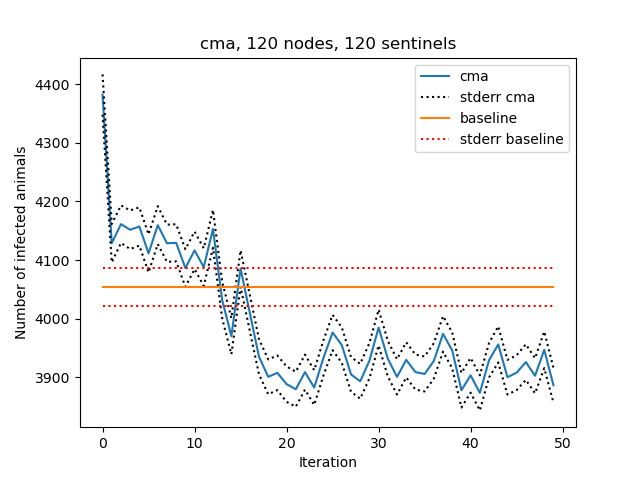 cma, 120 nodes, 120 sentinels
4400
4300
4200
4100
4000
3900
Number of infected animals
cma
stderr cma
baseline
stderr baseline
0
10
20
30
40
50
Iteration